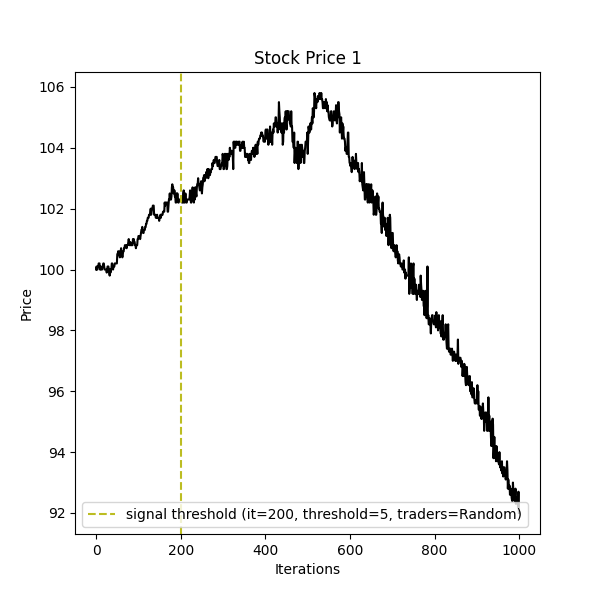 Stock Price 1
106
104
102
100
98
96
94
92
Price
signal threshold (it=200, threshold=5, traders=Random)
0 200 400 600 800 1000
Iterations